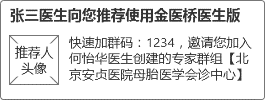 张三医生向您推荐使用金医桥医生版
推荐人
头像
快速加群码：1234，邀请您加入
何怡华医生创建的专家群组【北
京安贞医院母胎医学会诊中心】